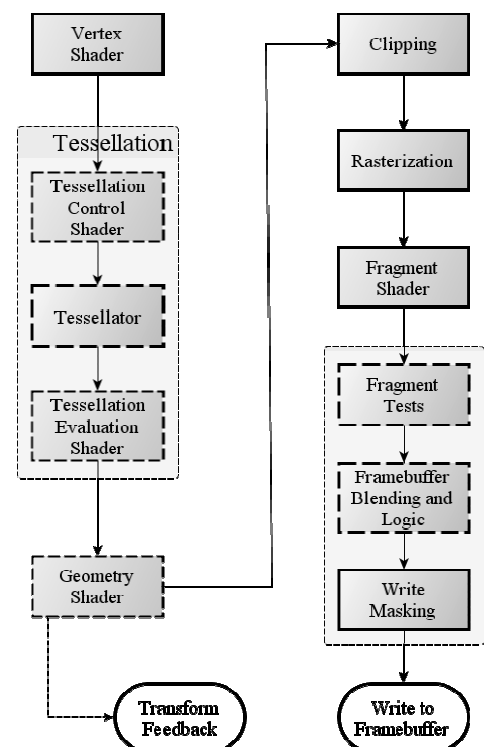 Vertex
Shader
Tessellation
Tessellation
Control
Shader
Tessellator
Tessellation
Evaluation
Shader
Geometry
Shader
Transform
Feedback
Clipping
Rasterization
Fragment
Shader
Fragment
Tests
Framebuffer
Blending and
Logic
Write
Masking
Write to
Framebuffer